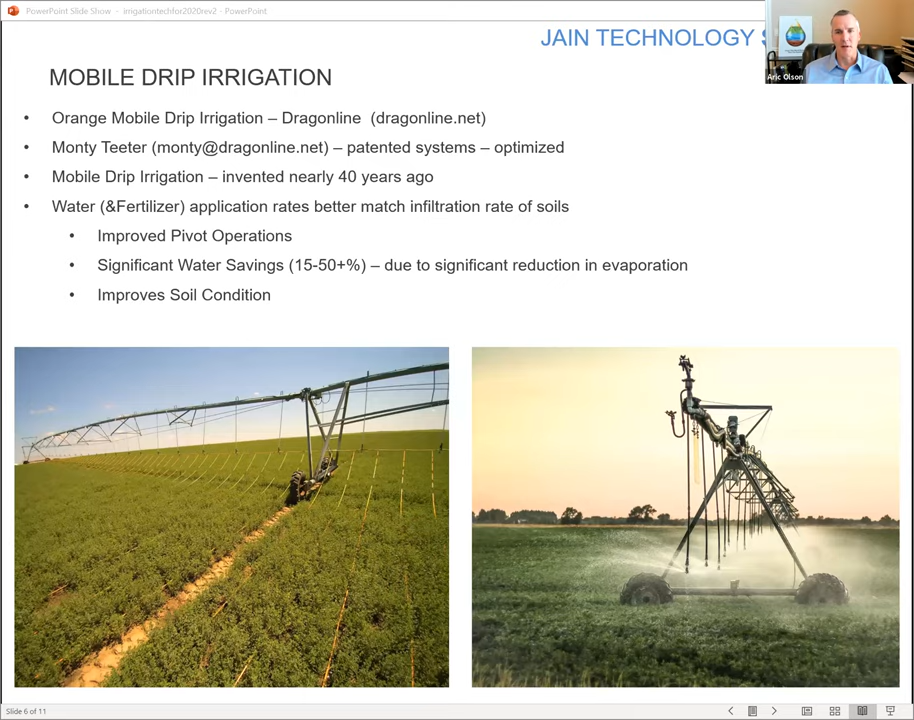 PowerPoint Slide Show - irrigationtechfor2020rev2 - PowerPoint
JAIN TECHNOLOGY
Aric Olson
MOBILE DRIP IRRIGATION
• Orange Mobile Drip Irrigation – Dragonline (dragonline.net)
• Monty Teeter (monty@dragonline.net) – patented systems – optimized
• Mobile Drip Irrigation – invented nearly 40 years ago
• Water (&Fertilizer) application rates better match infiltration rate of soils
• Improved Pivot Operations
• Significant Water Savings (15-50+%) – due to significant reduction in evaporation
• Improves Soil Condition
Slide 6 of 11